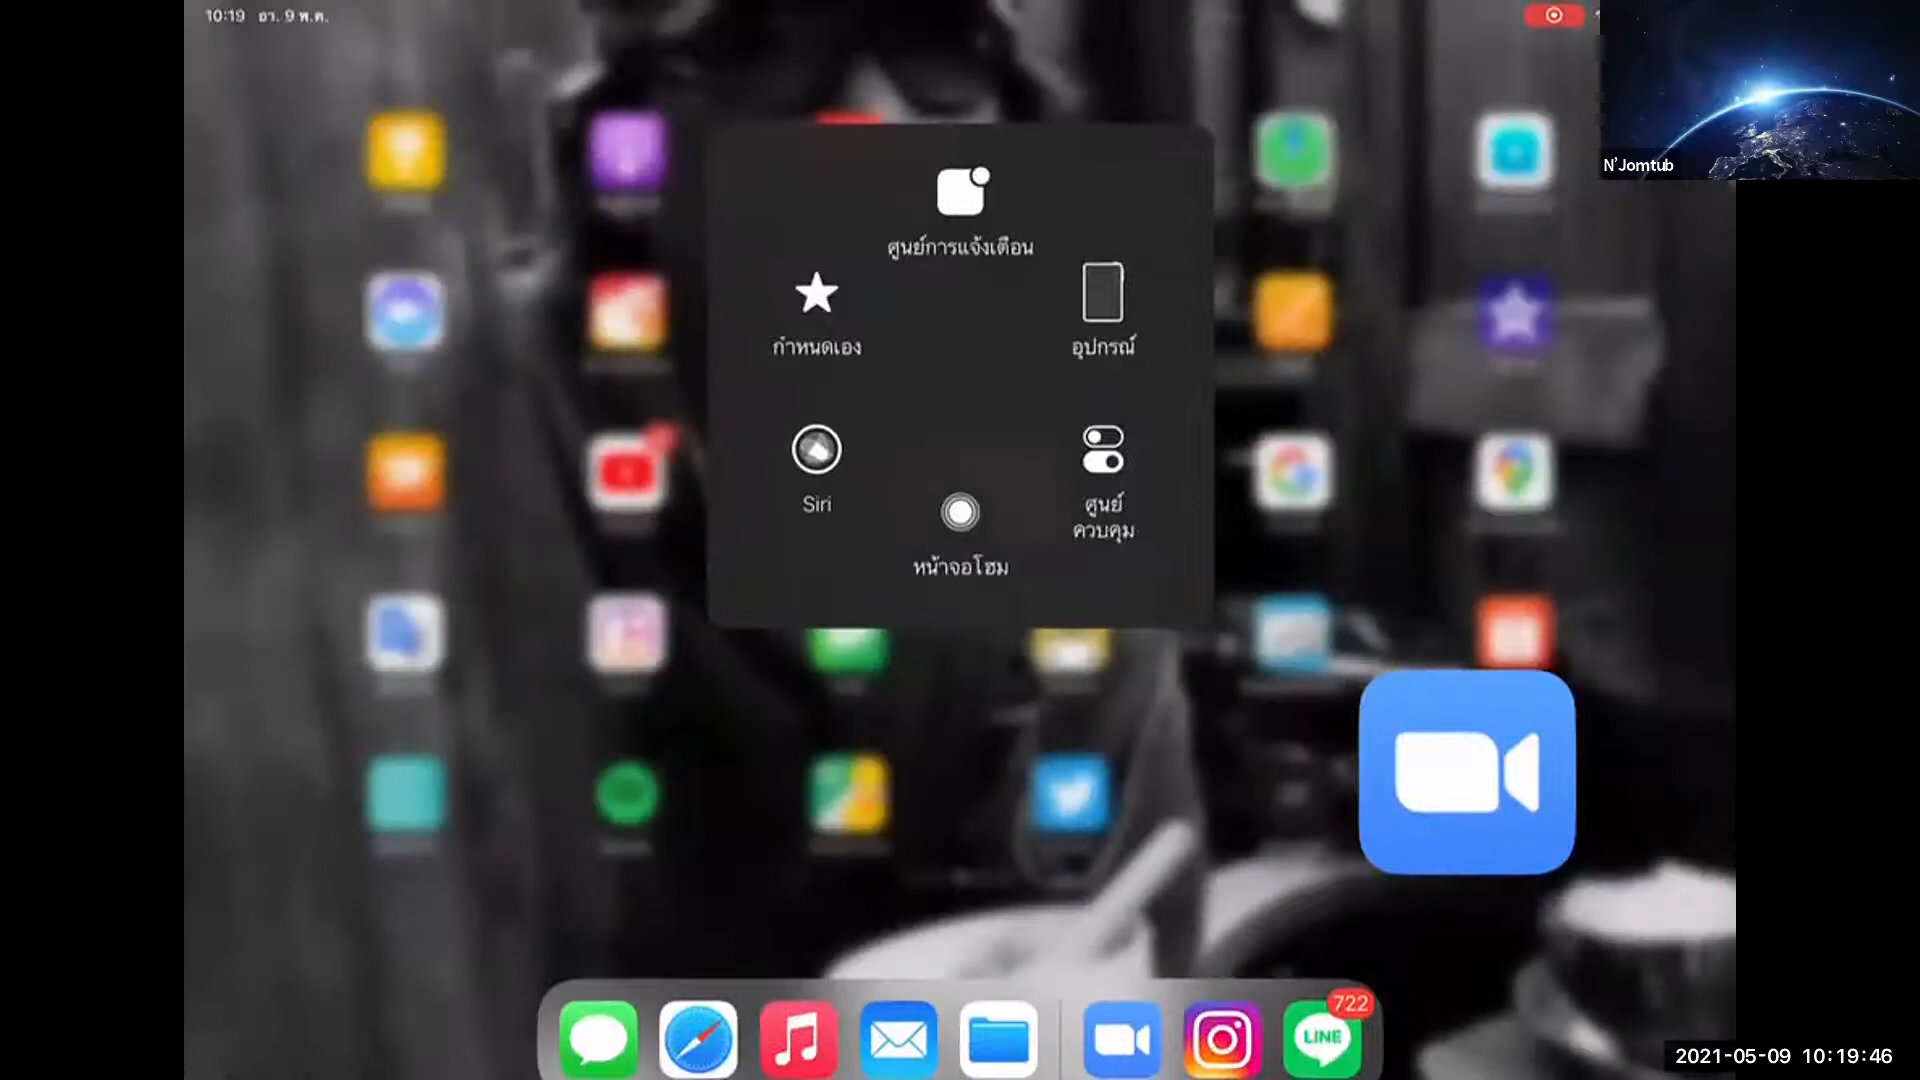 10:19 อา. 9 พ.ค.
N'Jomtub
ศูนย์การแจ้งเตือน
กำหนดเอง
อุปกรณ์
Siri
ศูนย์
ควบคุม
หน้าจอโฮม
722
LINE
2021-05-09 10:19:46